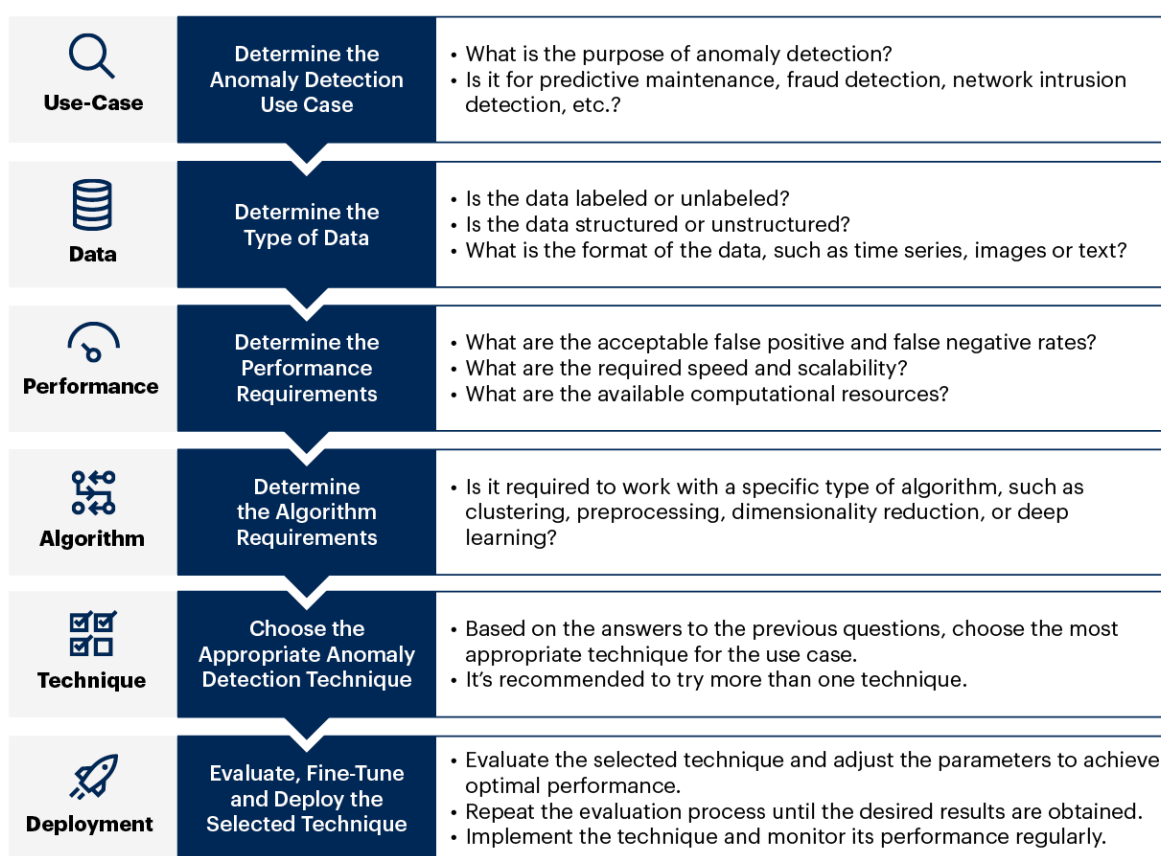 Use-Case
Determine the
Anomaly Detection
Use Case
• What is the purpose of anomaly detection?
• Is it for predictive maintenance, fraud detection, network intrusion
detection, etc.?
Data
Determine the
Type of Data
• Is the data labeled or unlabeled?
• Is the data structured or unstructured?
• What is the format of the data, such as time series, images or text?
Performance
Determine the
Performance
Requirements
• What are the acceptable false positive and false negative rates?
• What are the required speed and scalability?
• What are the available computational resources?
Algorithm
Determine
the Algorithm
Requirements
• Is it required to work with a specific type of algorithm, such as
clustering, preprocessing, dimensionality reduction, or deep
learning?
Technique
Choose the
Appropriate Anomaly
Detection Technique
• Based on the answers to the previous questions, choose the most
appropriate technique for the use case.
• It's recommended to try more than one technique.
Deployment
Evaluate, Fine-Tune
and Deploy the
Selected Technique
• Evaluate the selected technique and adjust the parameters to achieve
optimal performance.
• Repeat the evaluation process until the desired results are obtained.
• Implement the technique and monitor its performance regularly.